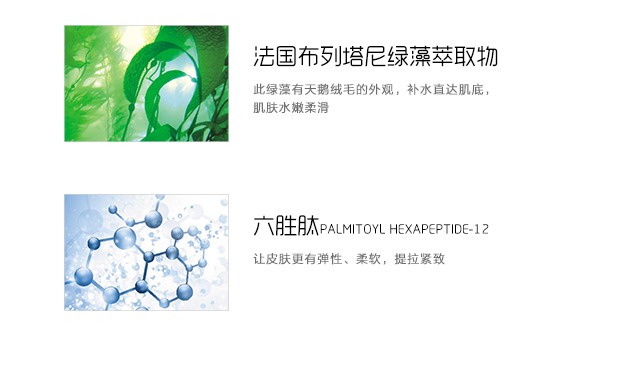 法国布列塔尼绿藻萃取物
此绿藻有天鹅绒毛的外观，补水直达肌底，
肌肤水嫩柔滑
六胜肽PALMITOYL HEXAPEPTIDE-12
让皮肤更有弹性、柔软，提拉紧致